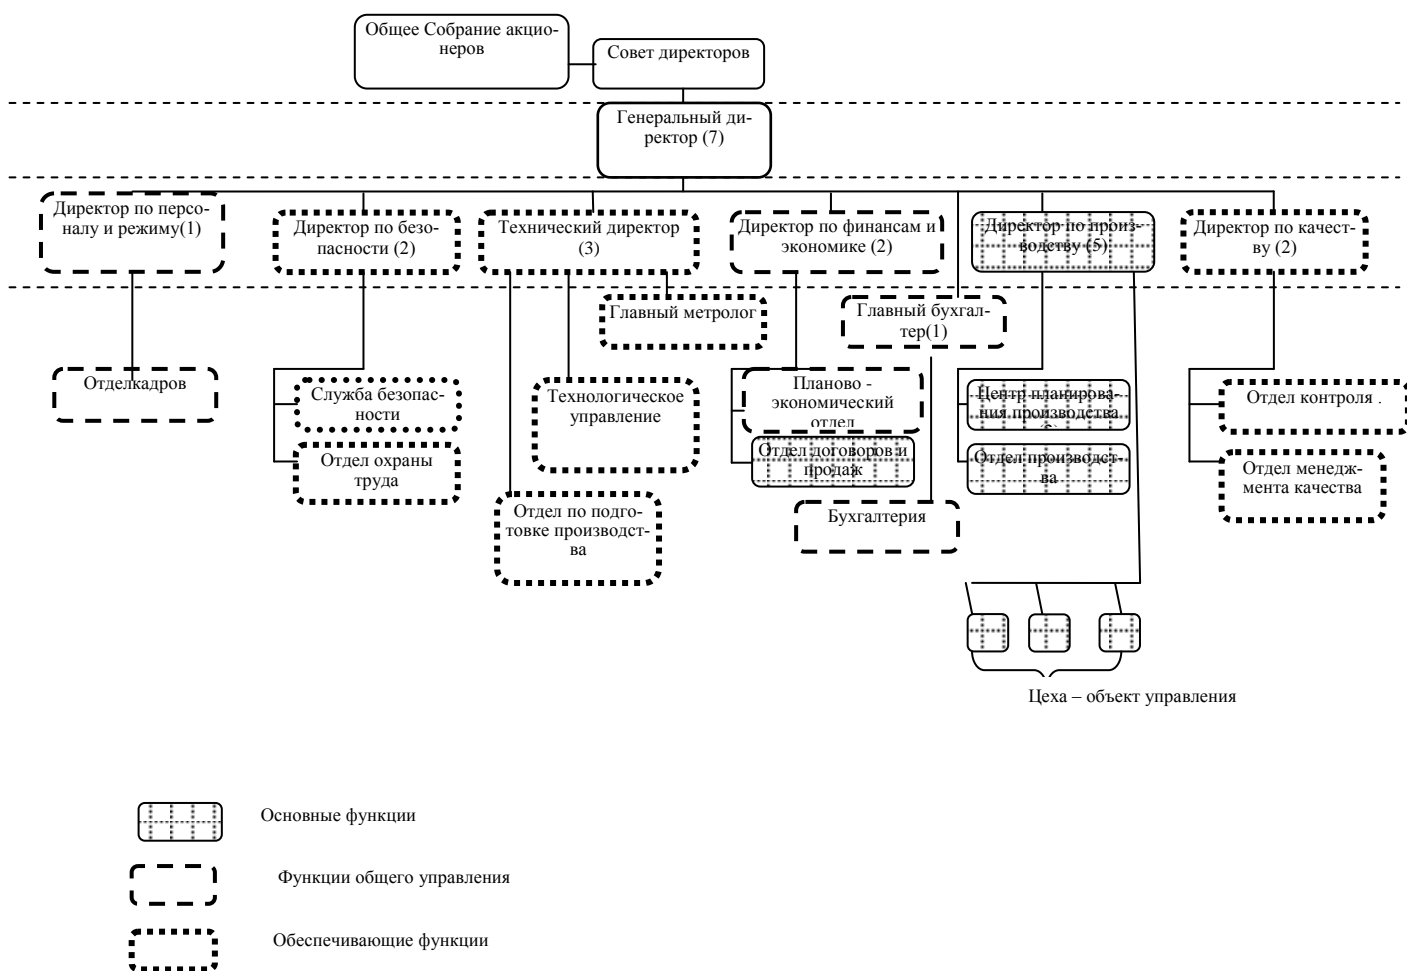 Общее Собрание акцио-
неров
Совет директоров
Генеральный ди-
ректор (7)
Директор по персо-
налу и режиму(1)
Директор по безо-
пасности (2)
Технический директор
(3)
Директор по финансам и
экономике (2)
Директор по произ-
водству (5)
Директор по качест-
ву (2)
Главный метролог
Главный бухгал-
тер(1)
Отделкадров
Служба безопас-
ности
Отдел охраны
труда
Технологическое
управление
Отдел по подго-
товке производст-
ва
Планово -
экономический
отдел
Отдел договоров и
продаж
Бухгалтерия
Центр планирова-
ния производства
Отдел производст-
ва
Отдел контроля .
Отдел менедж-
мента качества
Цеха – объект управления
Основные функции
Функции общего управления
Обеспечивающие функции